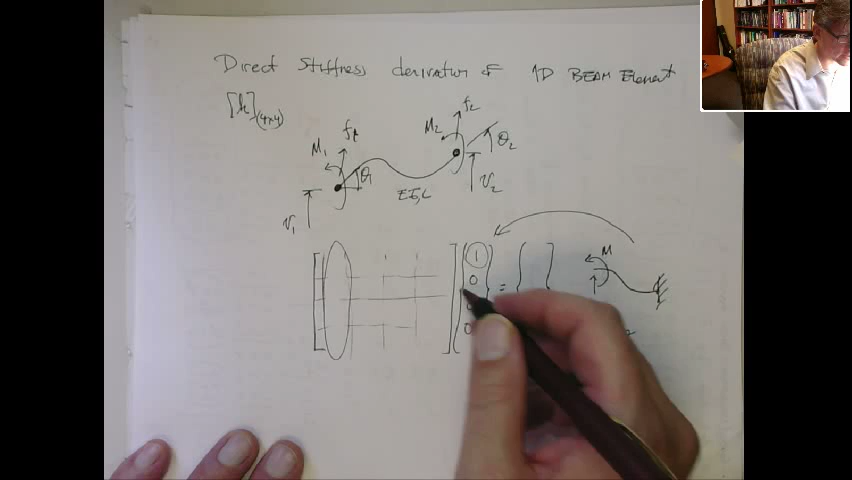 Direct Stiffness derivation of 1D BEAM Element
[k](4x4)
f1
f2
M1
M2
θ1
θ2
EI,L
v1
v2
1
0
=
M
0